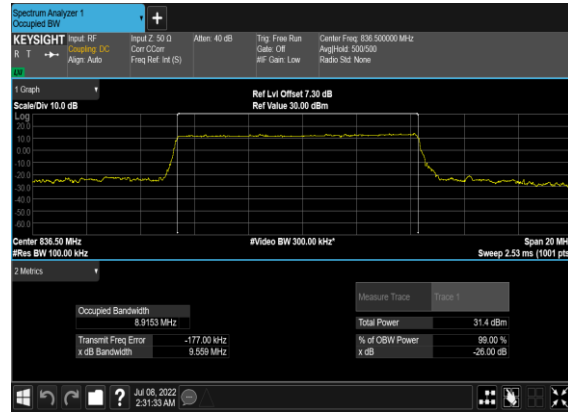 Spectrum Analyzer 1
Occupied BW
KEYSIGHT Input: RF Input Z: 50 Ω Atten: 40 dB Trig: Free Run Center Freq: 836.500000 MHz
R T Coupling: DC Corr CCorr Gate: Off Avg|Hold: 500/500
Align: Auto Freq Ref: Int (S) #IF Gain: Low Radio Std: None
1 Graph Ref Lvl Offset 7.30 dB
Scale/Div 10.0 dB Ref Value 30.00 dBm
Log
20.0
10.0
0.00
-10.0
-20.0
-30.0
-40.0
-50.0
-60.0
Center 836.50 MHz #Video BW 300.00 kHz* Span 20 MH
#Res BW 100.00 kHz Sweep 2.53 ms (1001 pts
2 Metrics
Measure Trace Trace 1
Occupied Bandwidth
8.9153 MHz Total Power 31.4 dBm
Transmit Freq Error -177.00 kHz % of OBW Power 99.00 %
x dB Bandwidth 9.559 MHz x dB -26.00 dB
? Jul 08, 2022
2:31:33 AM